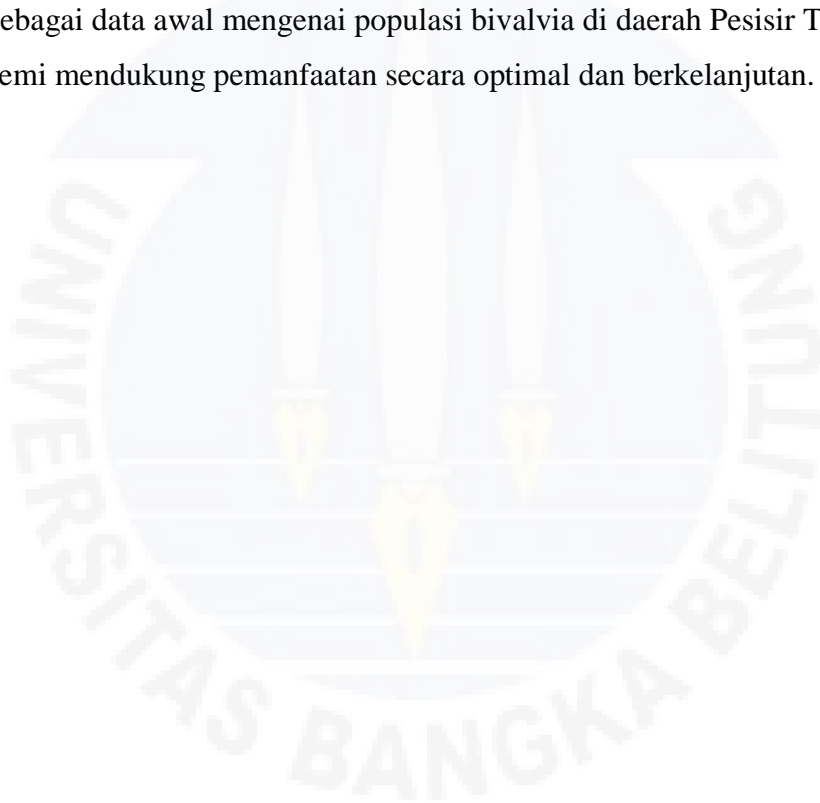 ebagai data awal mengenai populasi bivalvia di daerah Pesisir T
emi mendukung pemanfaatan secara optimal dan berkelanjutan.
UNIVERSITAS BANGKA BELITUNG